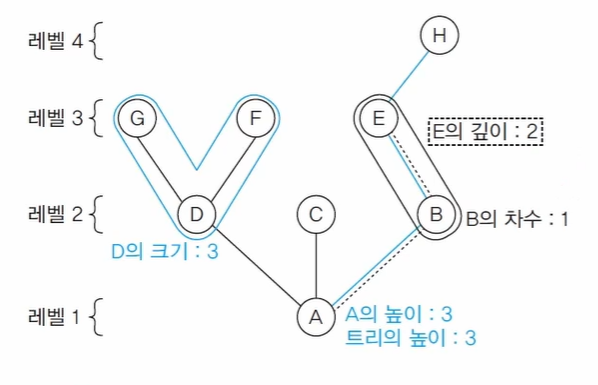 레벨 4
H
레벨 3
G
F
E
E의 깊이 : 2
레벨 2
D
C
B
B의 차수 : 1
D의 크기 : 3
레벨 1
A
A의 높이 : 3
트리의 높이 : 3